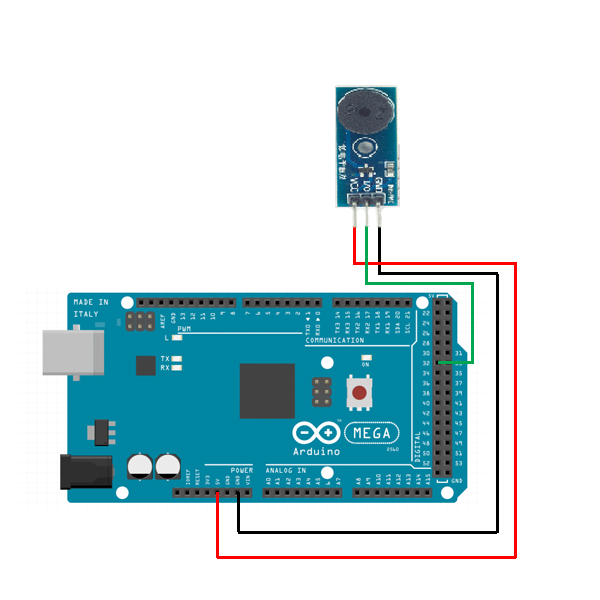 VCC I/O GND
MADE IN
ITALY
AREF
GND
13
12
11
10
9
8
7
6
5
4
3
2
1
0
TX0
RX0
TX3 14
RX3 15
TX2 16
RX2 17
TX1 18
RX1 19
SDA 20
SCL 21
5V
PWM
L
COMMUNICATION
TX
RX
ON
22
24
26
28
30 31
32
34 35
36 37
38 39
40 41
42 43
44 45
46 47
48 49
50 51
52 53
GND
DIGITAL
MEGA
2560
Arduino
POWER
ANALOG IN
IOREF
RESET
3V3
5V
GND
GND
VIN
A0
A1
A2
A3
A4
A5
A6
A7
A8
A9
A10
A11
A12
A13
A14
A15